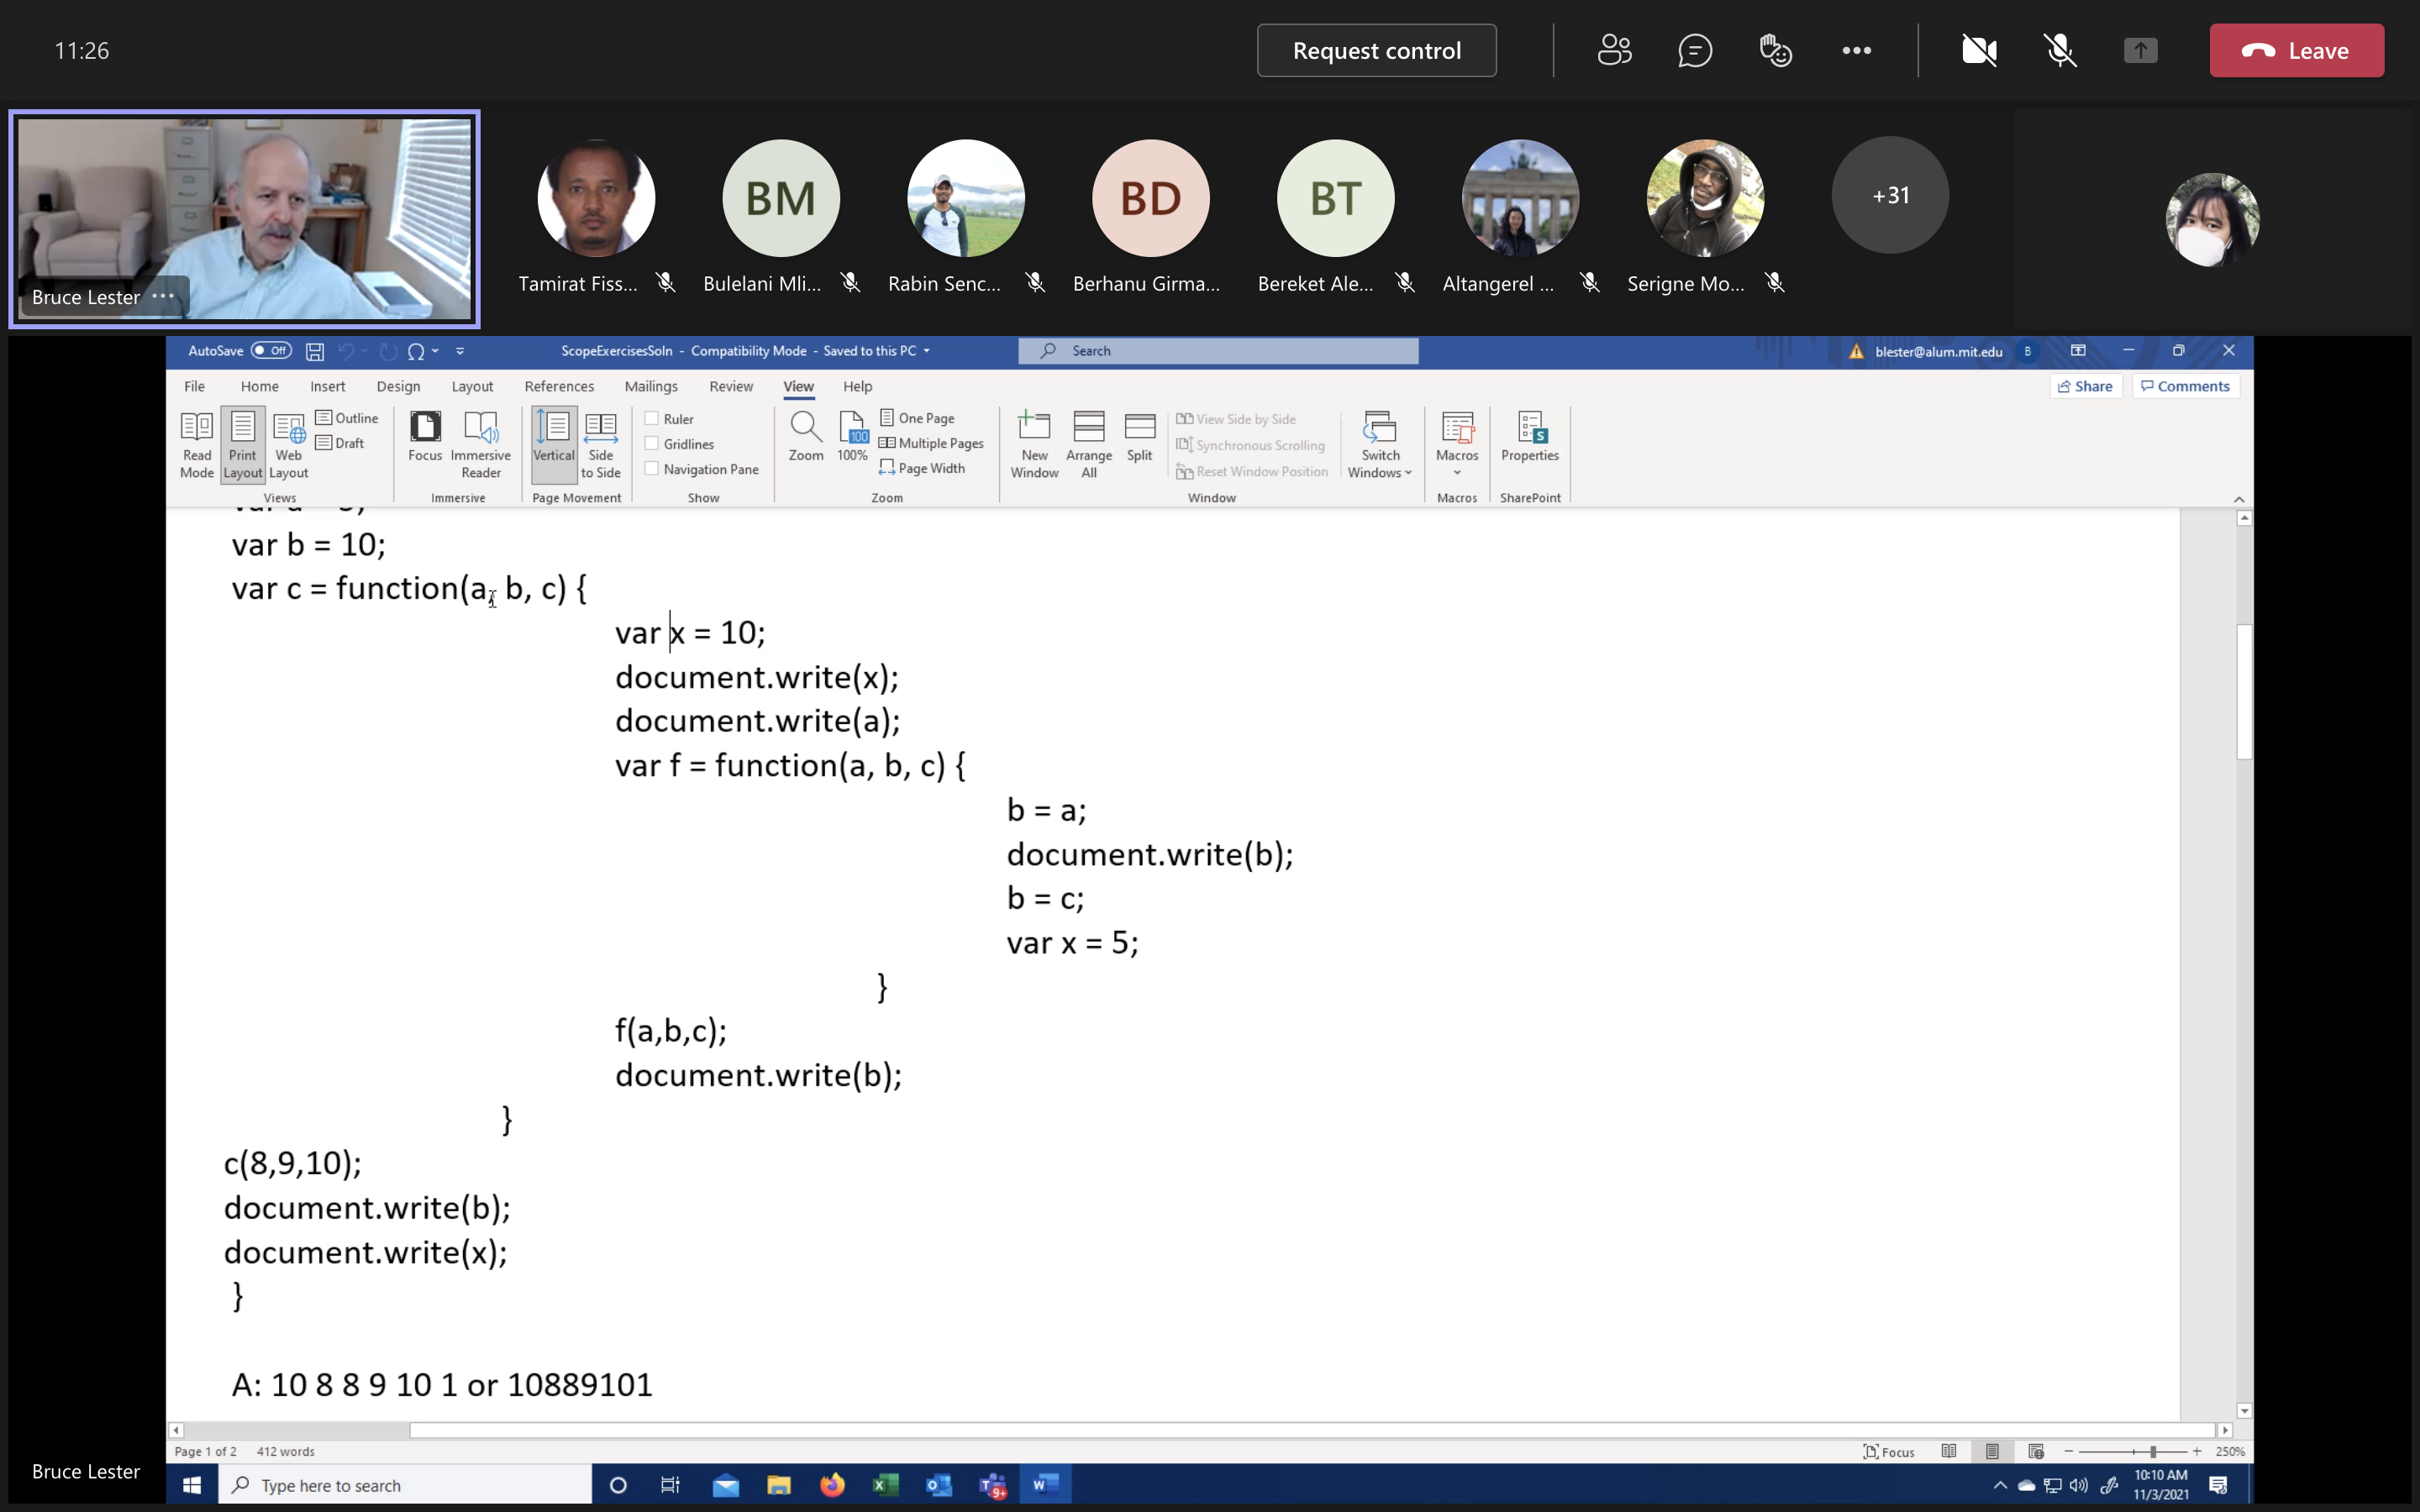 11:26
Request control
Leave
BM
BD
BT
+31
Bruce Lester
Tamirat Fiss...
Bulelani Mli...
Rabin Senc...
Berhanu Girma...
Bereket Ale...
Altangerel ...
Serigne Mo...
AutoSave Off
ScopeExercisesSoln - Compatibility Mode - Saved to this PC
Search
blester@alum.mit.edu
B
File Home Insert Design Layout References Mailings Review View Help
Share Comments
Read Mode
Print Layout
Web Layout
Outline
Draft
Views
Focus
Immersive Reader
Immersive
Vertical
Side to Side
Page Movement
Ruler
Gridlines
Navigation Pane
Show
Zoom
100
100%
One Page
Multiple Pages
Page Width
Zoom
New Window
Arrange All
Split
View Side by Side
Synchronous Scrolling
Reset Window Position
Window
Switch Windows
Macros
Macros
Properties
SharePoint
var b = 10;
var c = function(a, b, c) {
var x = 10;
document.write(x);
document.write(a);
var f = function(a, b, c) {
b = a;
document.write(b);
b = c;
var x = 5;
}
f(a,b,c);
document.write(b);
}
c(8,9,10);
document.write(b);
document.write(x);
}
A: 10 8 8 9 10 1 or 10889101
Page 1 of 2 412 words
Focus
250%
Bruce Lester
Type here to search
9+
10:10 AM
11/3/2021